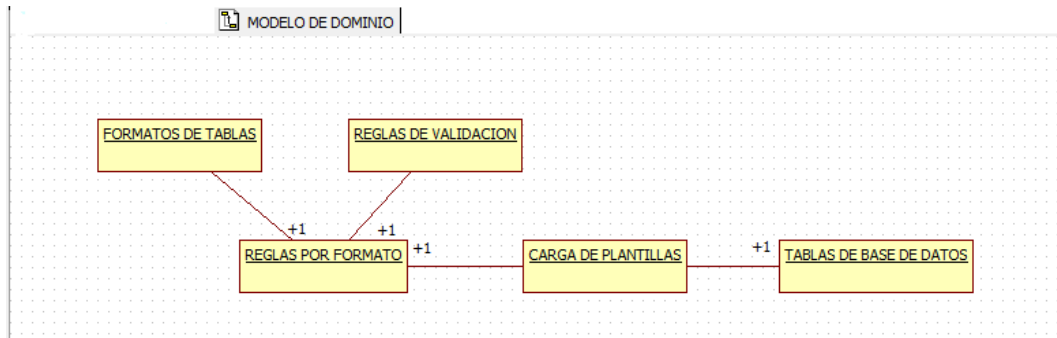 MODELO DE DOMINIO
FORMATOS DE TABLAS
REGLAS DE VALIDACION
+1
+1
REGLAS POR FORMATO
+1
CARGA DE PLANTILLAS
+1
TABLAS DE BASE DE DATOS